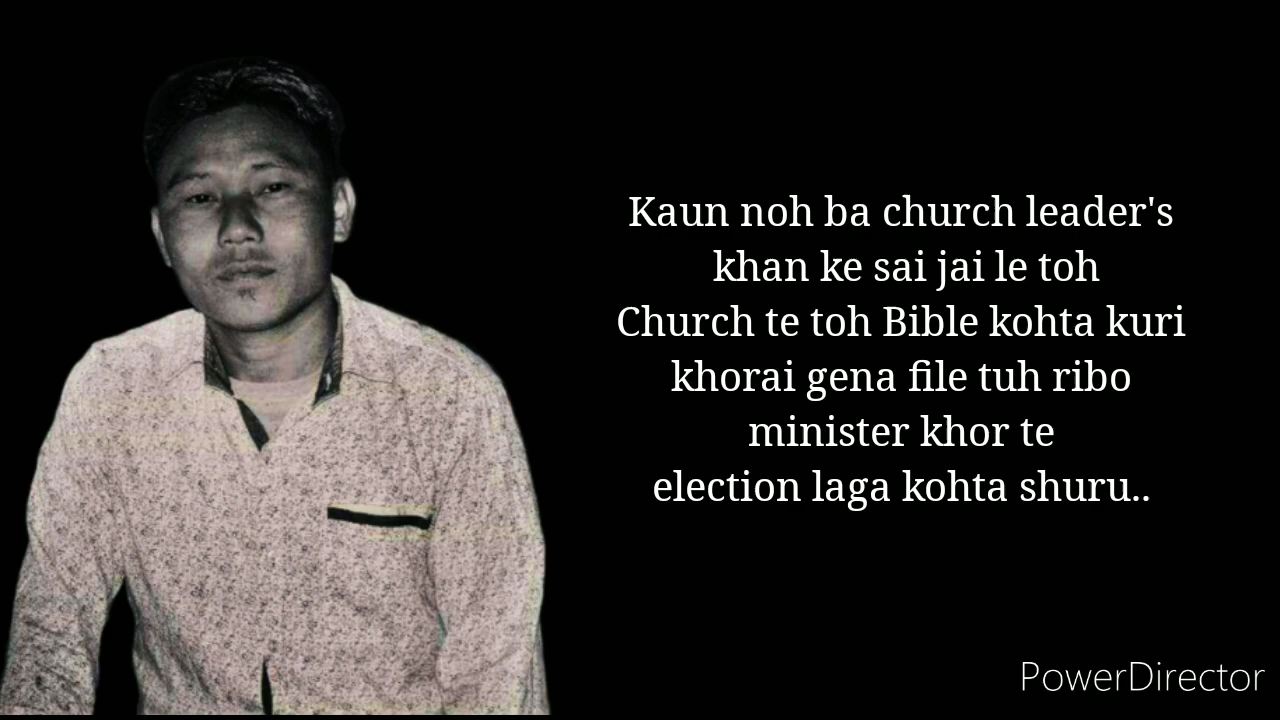 Kaun noh ba church leader's
khan ke sai jai le toh
Church te toh Bible kohta kuri
khorai gena file tuh ribo
minister khor te
election laga kohta shuru..
PowerDirector